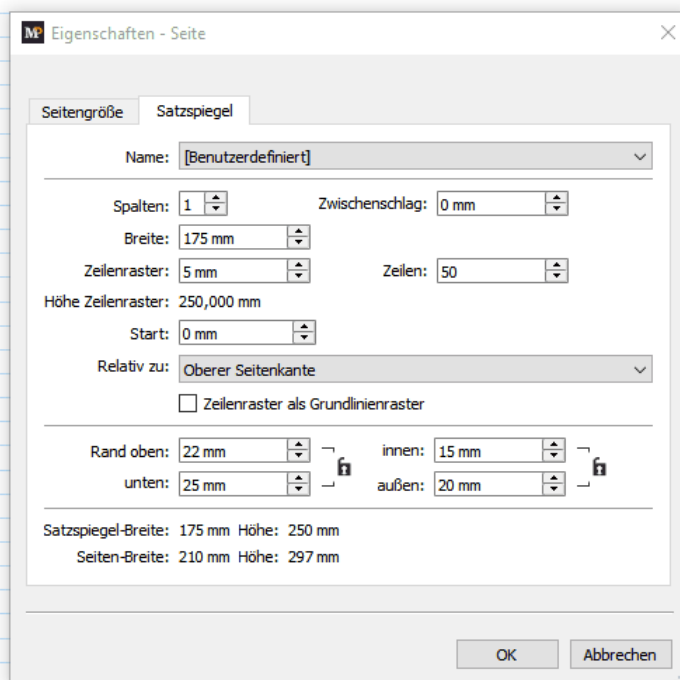 MP Eigenschaften - Seite
Seitengröße Satzspiegel
Name: [Benutzerdefiniert]
Spalten: 1 Zwischenschlag: 0 mm
Breite: 175 mm
Zeilenraster: 5 mm Zeilen: 50
Höhe Zeilenraster: 250,000 mm
Start: 0 mm
Relativ zu: Oberer Seitenkante
Zeilenraster als Grundlinienraster
Rand oben: 22 mm innen: 15 mm
unten: 25 mm außen: 20 mm
Satzspiegel-Breite: 175 mm Höhe: 250 mm
Seiten-Breite: 210 mm Höhe: 297 mm
OK Abbrechen